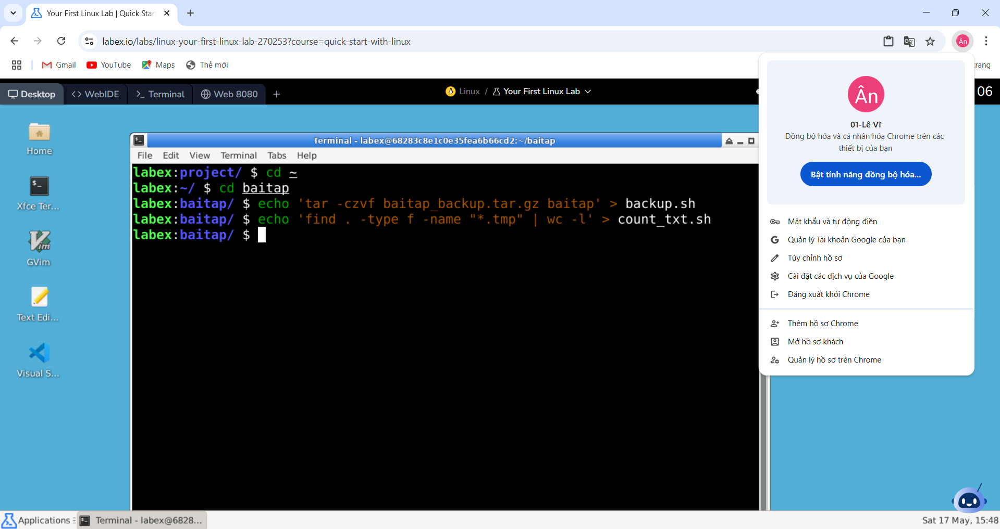 Your First Linux Lab | Quick Star
labex.io/labs/linux-your-first-linux-lab-270253?course=quick-start-with-linux
Ân
Gmail
YouTube
Maps
Thẻ mới
trang
Desktop
WebIDE
Terminal
Web 8080
Linux / Your First Linux Lab
06
Home
Xfce Ter...
GVim
Text Edi...
Visual S...
Terminal - labex@68283c8e1c0e35fea6b66cd2:~/baitap
File Edit View Terminal Tabs Help
labex:project/ $ cd ~
labex:~/ $ cd baitap
labex:baitap/ $ echo 'tar -czvf baitap_backup.tar.gz baitap' > backup.sh
labex:baitap/ $ echo 'find . -type f -name "*.tmp" | wc -l' > count_txt.sh
labex:baitap/ $
Ân
01-Lê Vĩ
Đồng bộ hóa và cá nhân hóa Chrome trên các
thiết bị của bạn
Bật tính năng đồng bộ hóa...
Mật khẩu và tự động điền
Quản lý Tài khoản Google của bạn
Tùy chỉnh hồ sơ
Cài đặt các dịch vụ của Google
Đăng xuất khỏi Chrome
Thêm hồ sơ Chrome
Mở hồ sơ khách
Quản lý hồ sơ trên Chrome
Applications
Terminal - labex@6828...
Sat 17 May, 15:48